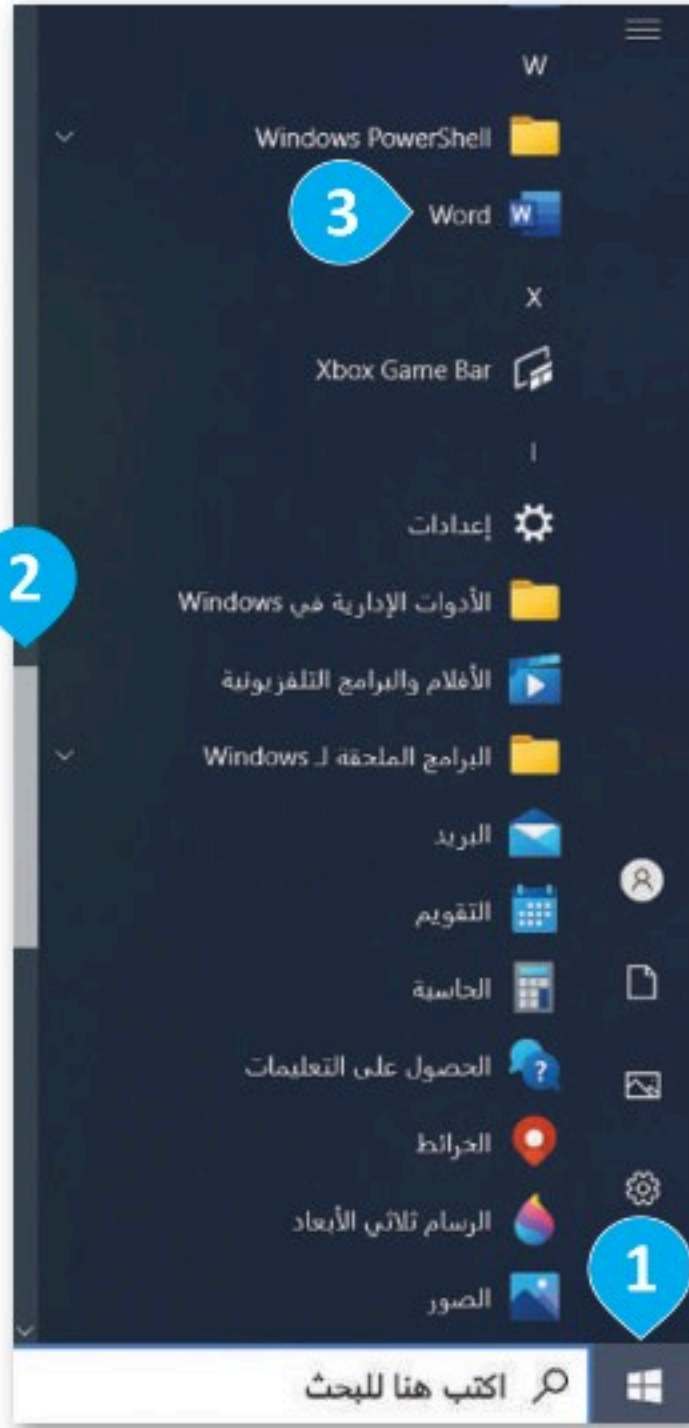 W
Windows PowerShell
3
Word
X
Xbox Game Bar
I
إعدادات
2
الأدوات الإدارية في Windows
الأفلام والبرامج التلفزيونية
البرامج الملحقة لـ Windows
البريد
التقويم
الحاسبة
الحصول على التعليمات
الخرائط
الرسام ثلاثي الأبعاد
1
الصور
اكتب هنا للبحث